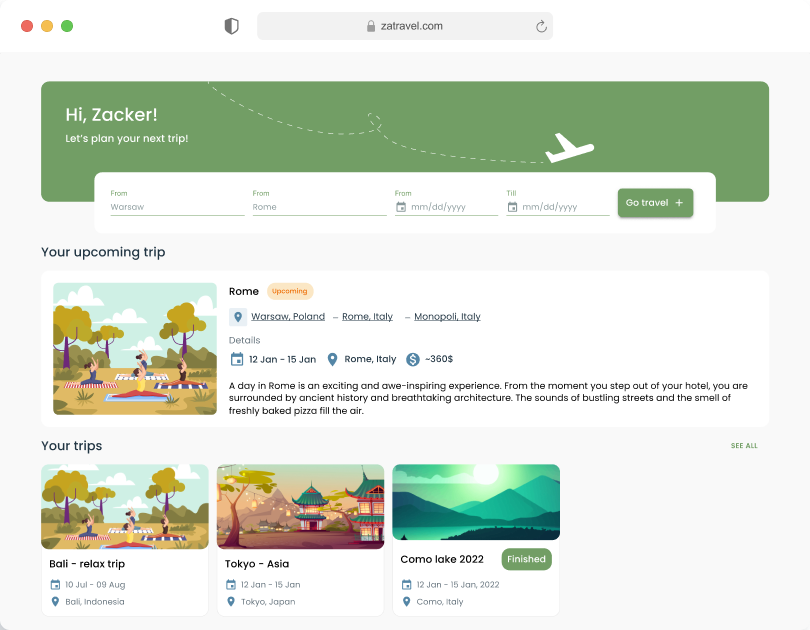 zatravel.com
Hi, Zacker!
Let's plan your next trip!
From From From Till
Warsaw Rome mm/dd/yyyy mm/dd/yyyy Go travel +
Your upcoming trip
Rome Upcoming
Warsaw, Poland – Rome, Italy – Monopoli, Italy
Details
12 Jan - 15 Jan Rome, Italy ~360$
A day in Rome is an exciting and awe-inspiring experience. From the moment you step out of your hotel, you are
surrounded by ancient history and breathtaking architecture. The sounds of bustling streets and the smell of
freshly baked pizza fill the air.
Your trips SEE ALL
Bali - relax trip
10 Jul - 09 Aug
Bali, Indonesia
Tokyo - Asia
12 Jan - 15 Jan
Tokyo, Japan
Como lake 2022 Finished
12 Jan - 15 Jan, 2022
Como, Italy